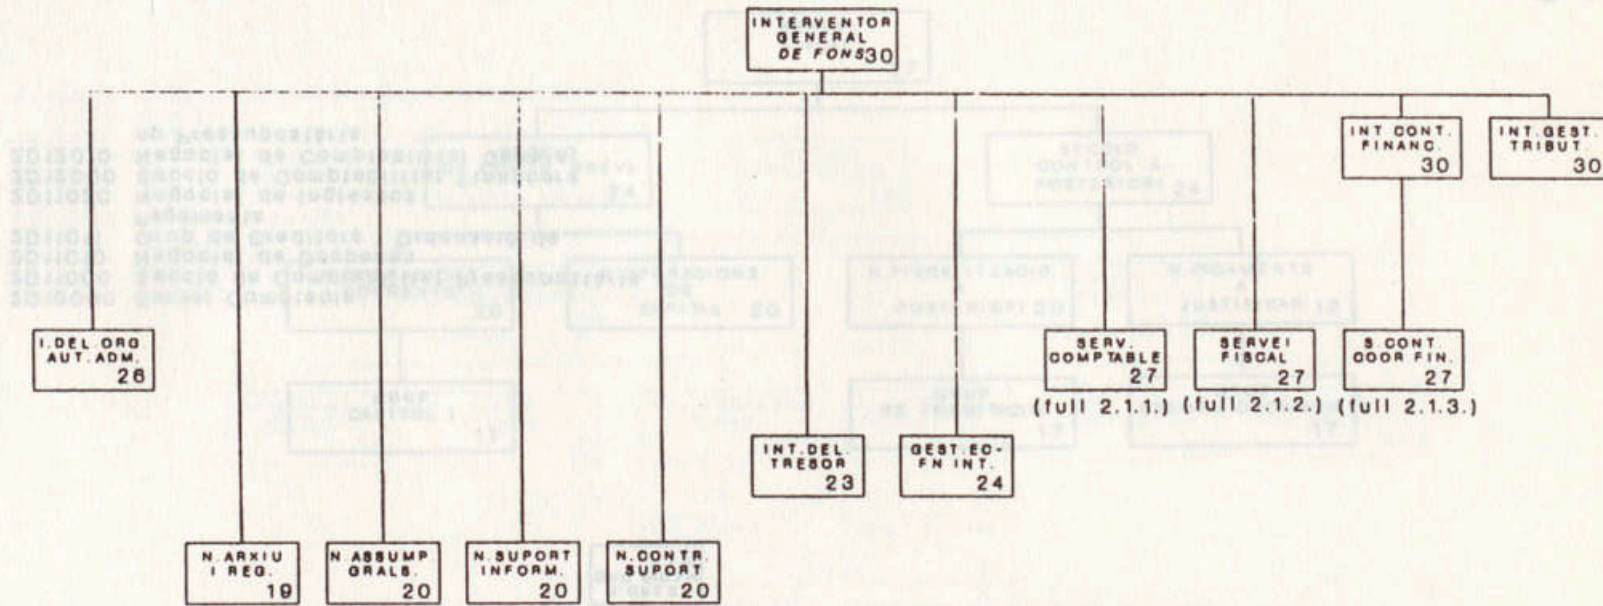 INTERVENTOR
GENERAL
DE FONS 30
INT.CONT.
FINANC.
30
INT.GEST.
TRIBUT.
30
I.DEL.ORG
AUT.ADM.
26
SERV.
COMPTABLE
27
(full 2.1.1.)
SERVEI
FISCAL
27
(full 2.1.2.)
S.CONT.
COOR FIN.
27
(full 2.1.3.)
INT.DEL.
TRESOR
23
GEST.EC-
FN INT.
24
N.ARXIU
I REG.
19
N.ASSUMP
GRALS.
20
N.SUPORT
INFORM.
20
N.CONTR.
SUPORT
20